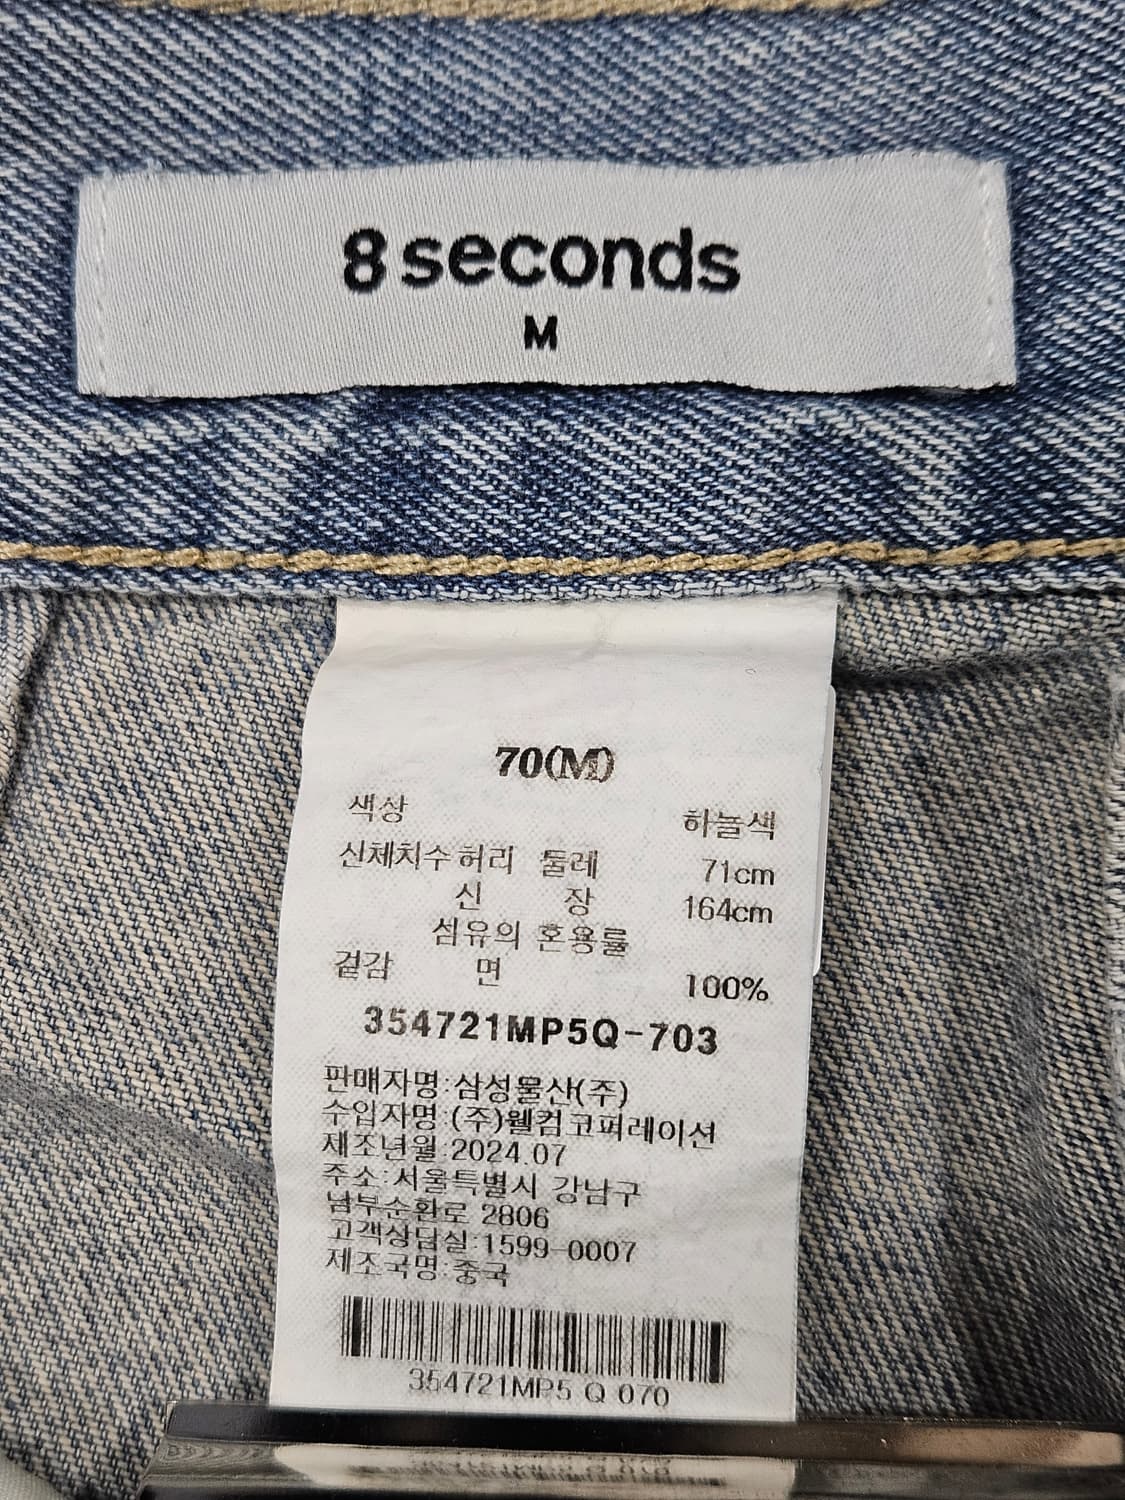 8 seconds
M
70(M)
색상 하늘색
신체치수 허리 둘레 71cm
신 장 164cm
섬유의 혼용률
겉감 면 100%
354721MP5Q-703
판매자명:삼성물산(주)
수입자명:(주)웰컴코퍼레이션
제조년월:2024.07
주소:서울특별시 강남구
남부순환로 2806
고객상담실:1599-0007
제조국명:중국
354721MP5 Q 070